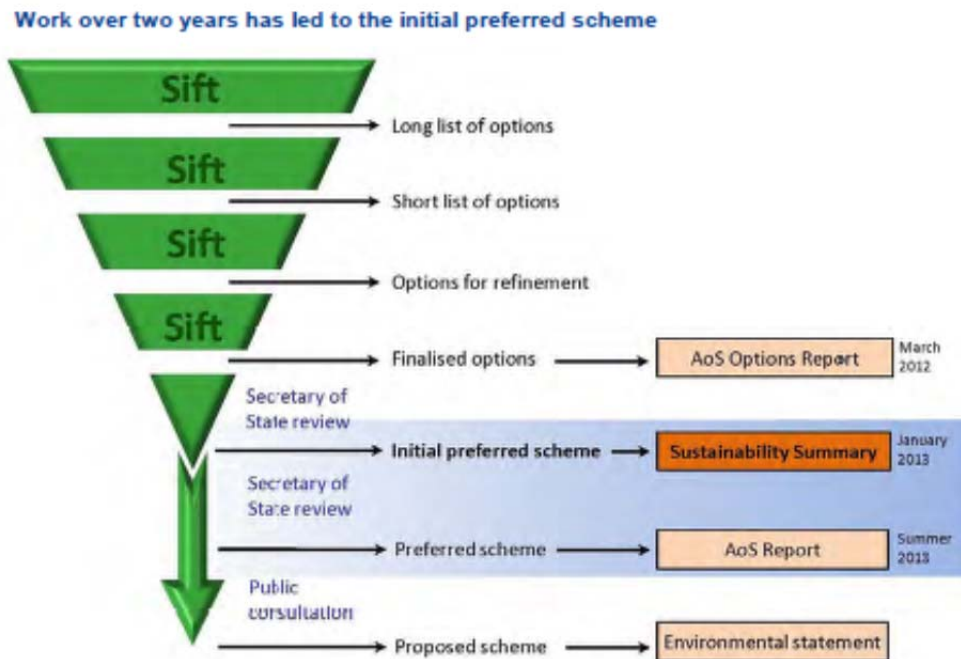 Work over two years has led to the initial preferred scheme
Sift
Long list of options
Sift
Short list of options
Sift
Options for refinement
Sift
Finalised options
AoS Options Report
March
2012
Secretary of
State review
Initial preferred scheme
Sustainability Summary
January
2013
Secretary of
State review
Preferred scheme
AoS Report
Summer
2013
Public
consultation
Proposed scheme
Environmental statement